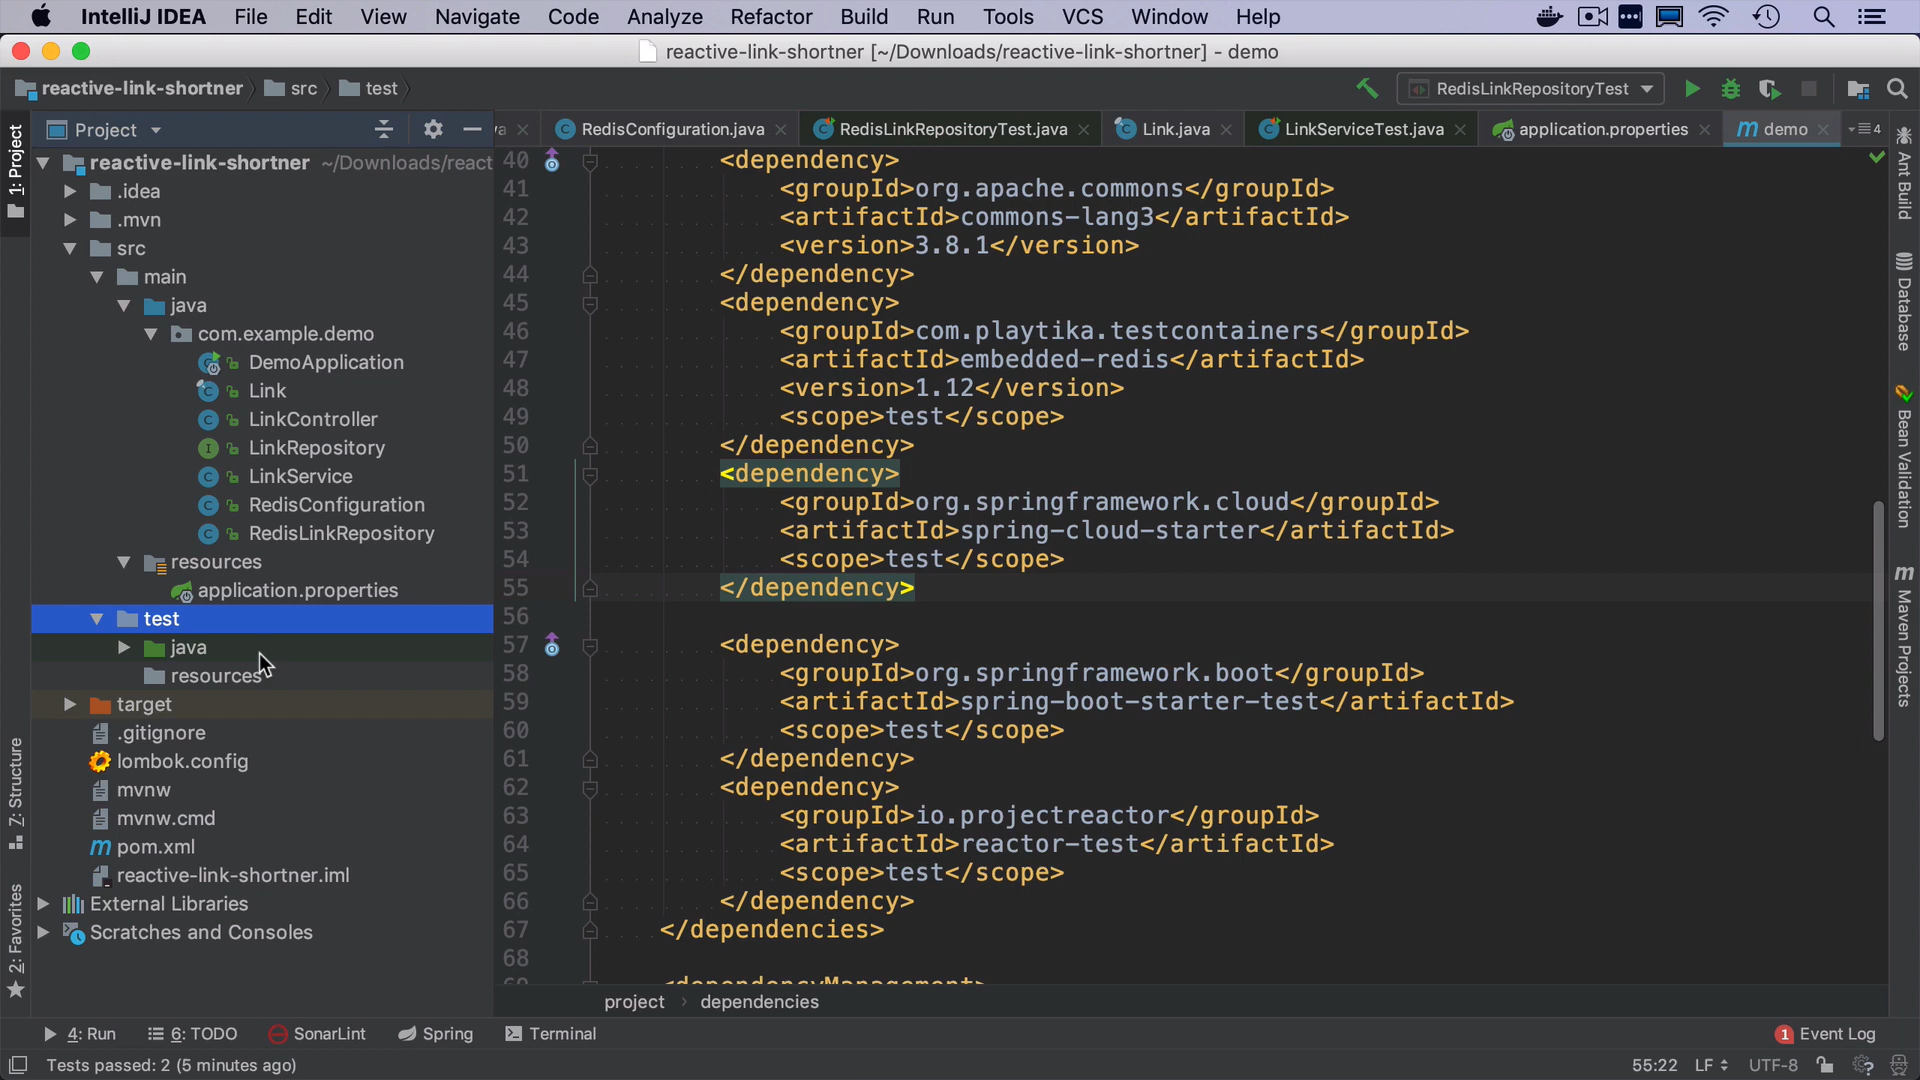 IntelliJ IDEA File Edit View Navigate Code Analyze Refactor Build Run Tools VCS Window Help
reactive-link-shortner [~/Downloads/reactive-link-shortner] - demo
reactive-link-shortner src test RedisLinkRepositoryTest
1: Project
Project
va RedisConfiguration.java RedisLinkRepositoryTest.java Link.java LinkServiceTest.java application.properties m demo 4
reactive-link-shortner ~/Downloads/react
.idea
.mvn
src
main
java
com.example.demo
DemoApplication
Link
LinkController
LinkRepository
LinkService
RedisConfiguration
RedisLinkRepository
resources
application.properties
test
java
resources
target
.gitignore
lombok.config
mvnw
mvnw.cmd
m pom.xml
reactive-link-shortner.iml
External Libraries
Scratches and Consoles
Z: Structure
2: Favorites
40 <dependency>
41 <groupId>org.apache.commons</groupId>
42 <artifactId>commons-lang3</artifactId>
43 <version>3.8.1</version>
44 </dependency>
45 <dependency>
46 <groupId>com.playtika.testcontainers</groupId>
47 <artifactId>embedded-redis</artifactId>
48 <version>1.12</version>
49 <scope>test</scope>
50 </dependency>
51 <dependency>
52 <groupId>org.springframework.cloud</groupId>
53 <artifactId>spring-cloud-starter</artifactId>
54 <scope>test</scope>
55 </dependency>
56
57 <dependency>
58 <groupId>org.springframework.boot</groupId>
59 <artifactId>spring-boot-starter-test</artifactId>
60 <scope>test</scope>
61 </dependency>
62 <dependency>
63 <groupId>io.projectreactor</groupId>
64 <artifactId>reactor-test</artifactId>
65 <scope>test</scope>
66 </dependency>
67 </dependencies>
68
69 <dependencyManagement>
project › dependencies
Ant Build
Database
Bean Validation
m Maven Projects
4: Run 6: TODO SonarLint Spring Terminal 1 Event Log
Tests passed: 2 (5 minutes ago) 55:22 LF UTF-8